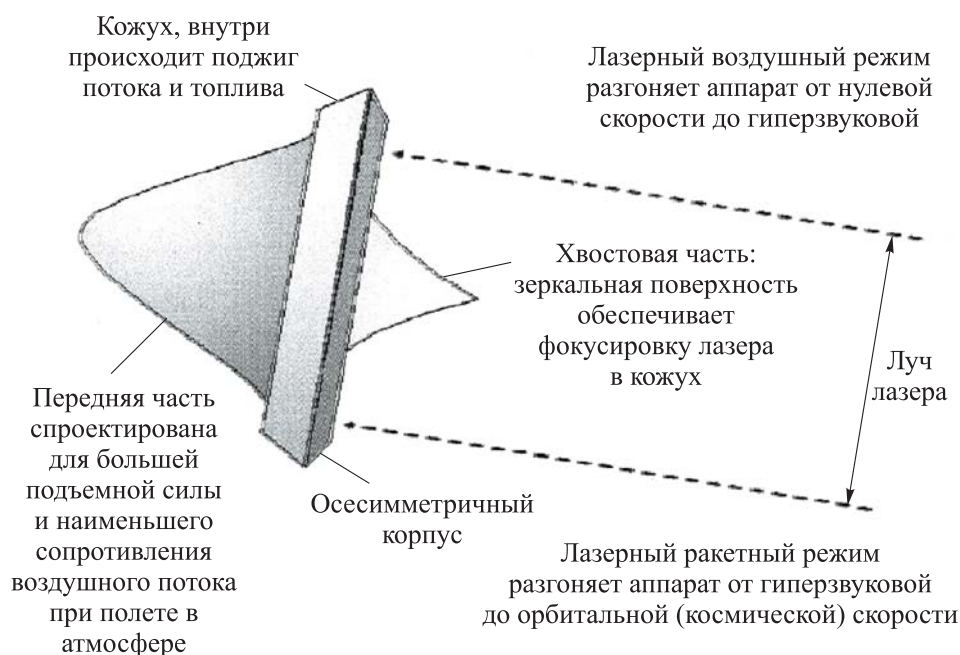 Кожух, внутри
происходит поджиг
потока и топлива
Лазерный воздушный режим
разгоняет аппарат от нулевой
скорости до гиперзвуковой
Хвостовая часть:
зеркальная поверхность
обеспечивает
фокусировку лазера
в кожух
Луч
лазера
Передняя часть
спроектирована
для большей
подъемной силы
и наименьшего
сопротивления
воздушного потока
при полете в
атмосфере
Осесимметричный
корпус
Лазерный ракетный режим
разгоняет аппарат от гиперзвуковой
до орбитальной (космической) скорости